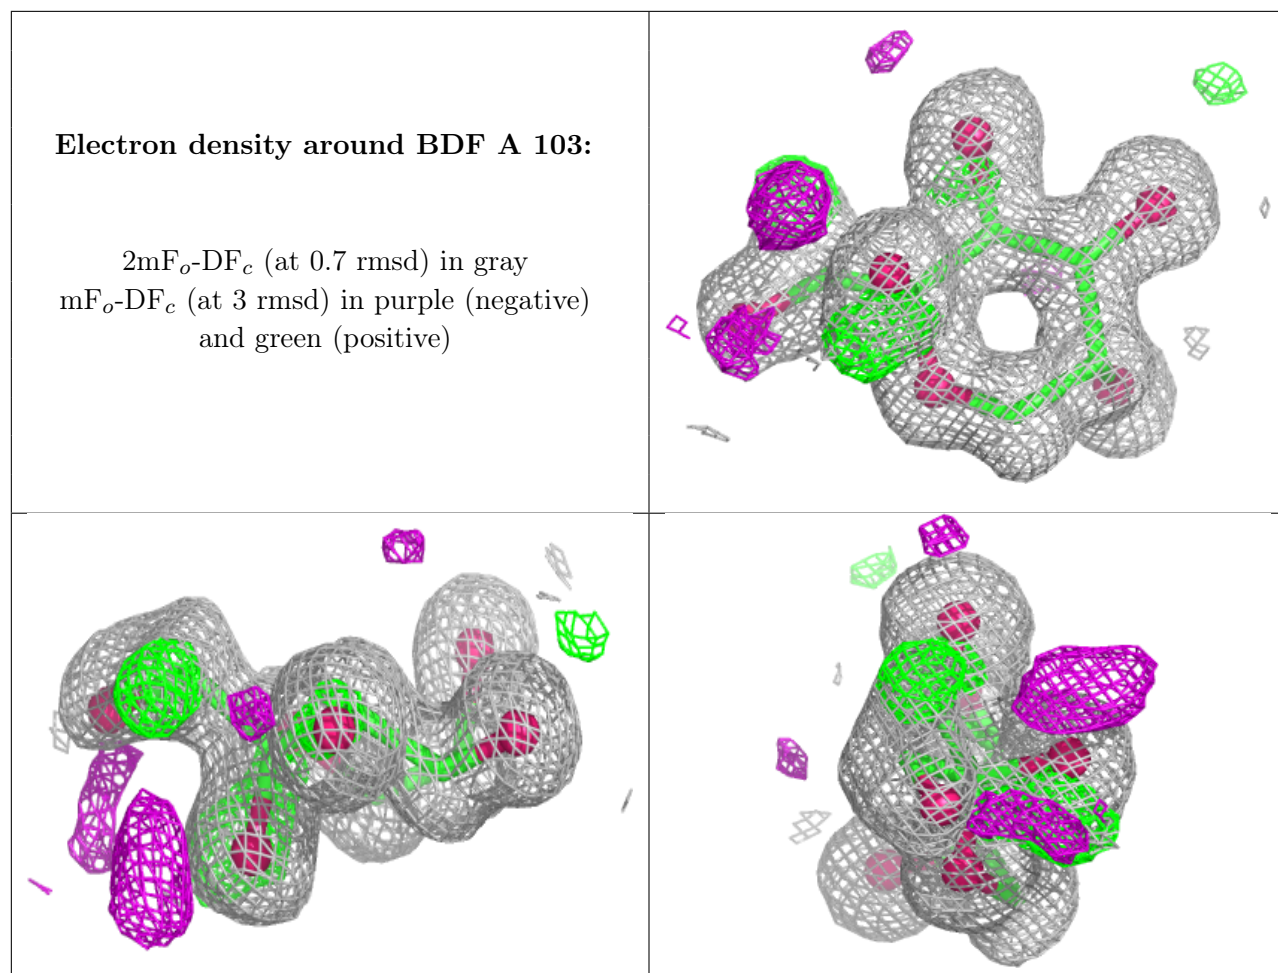 Electron density around BDF A 103:
2mFₒ-DF𝒸 (at 0.7 rmsd) in gray
mFₒ-DF𝒸 (at 3 rmsd) in purple (negative)
and green (positive)